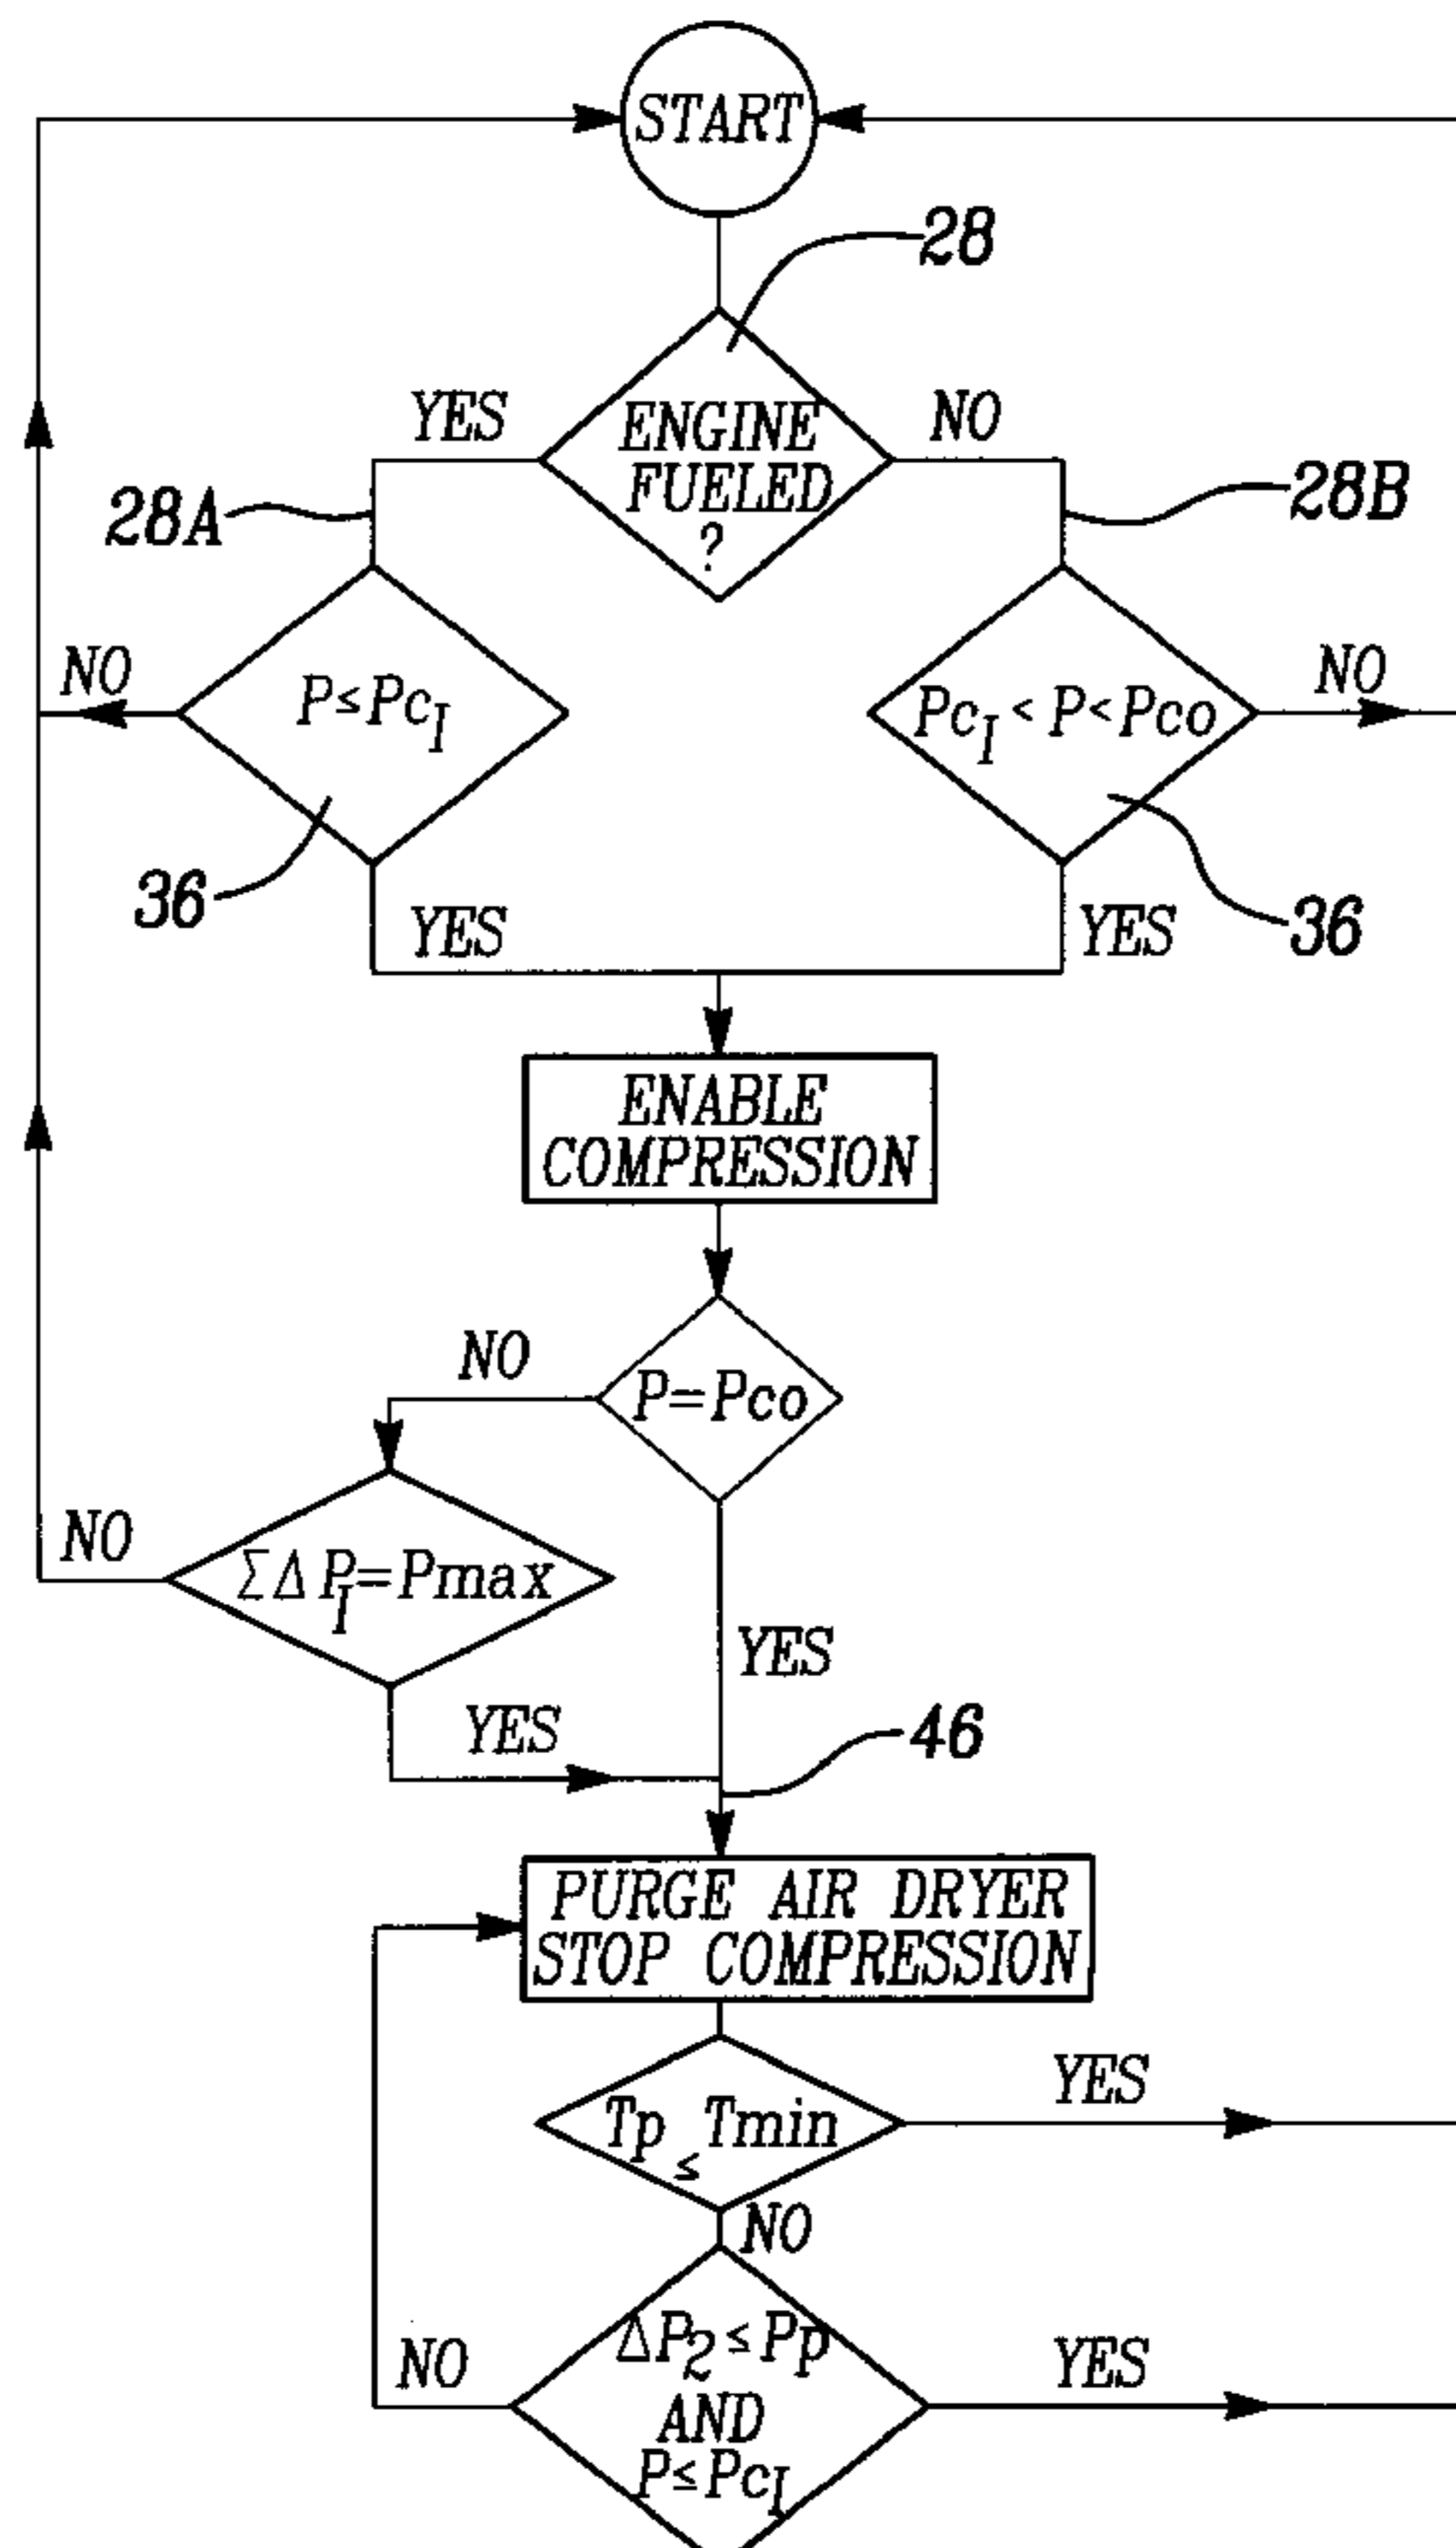 START
28
YES
ENGINE
FUELED
?
NO
28A
28B
NO
P≤PcI
PcI < P < Pco
NO
36
YES
YES
36
ENABLE
COMPRESSION
NO
P=Pco
NO
ΣΔPI=Pmax
YES
YES
46
PURGE AIR DRYER
STOP COMPRESSION
Tp ≤ Tmin
YES
NO
NO
ΔP2 ≤ Pp
AND
P≤PcI
YES